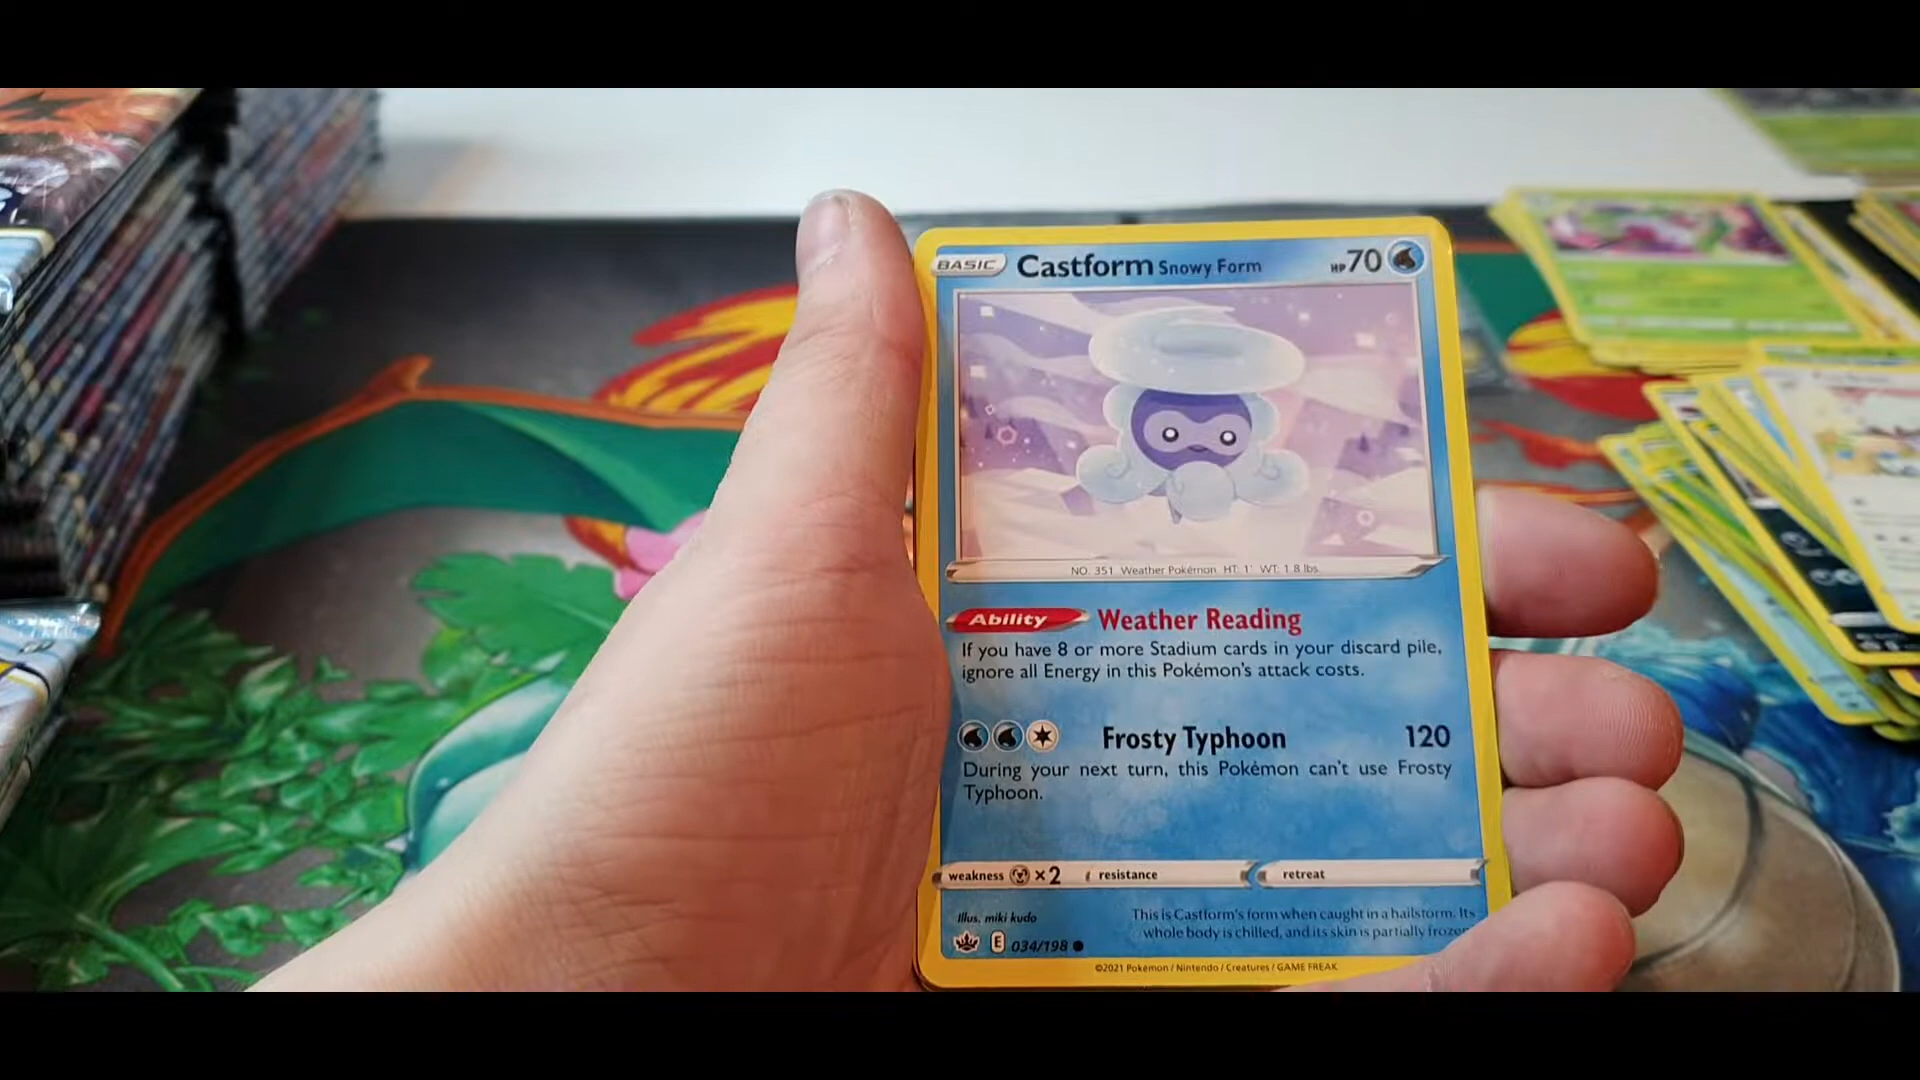 BASIC Castform Snowy Form HP70
NO. 351 Weather Pokémon HT: 1' WT: 1.8 lbs.
Ability Weather Reading
If you have 8 or more Stadium cards in your discard pile,
ignore all Energy in this Pokémon's attack costs.
Frosty Typhoon 120
During your next turn, this Pokémon can't use Frosty
Typhoon.
weakness ×2 resistance retreat
Illus. miki kudo
This is Castform's form when caught in a hailstorm. Its
whole body is chilled, and its skin is partially frozen
E 034/198
©2021 Pokémon / Nintendo / Creatures / GAME FREAK